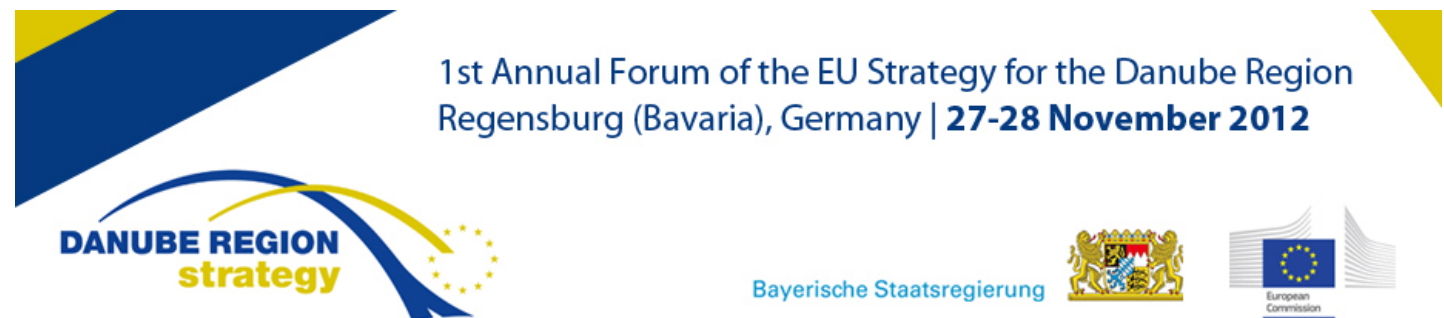 1st Annual Forum of the EU Strategy for the Danube Region
Regensburg (Bavaria), Germany | 27-28 November 2012
DANUBE REGION
strategy
Bayerische Staatsregierung
European
Commission